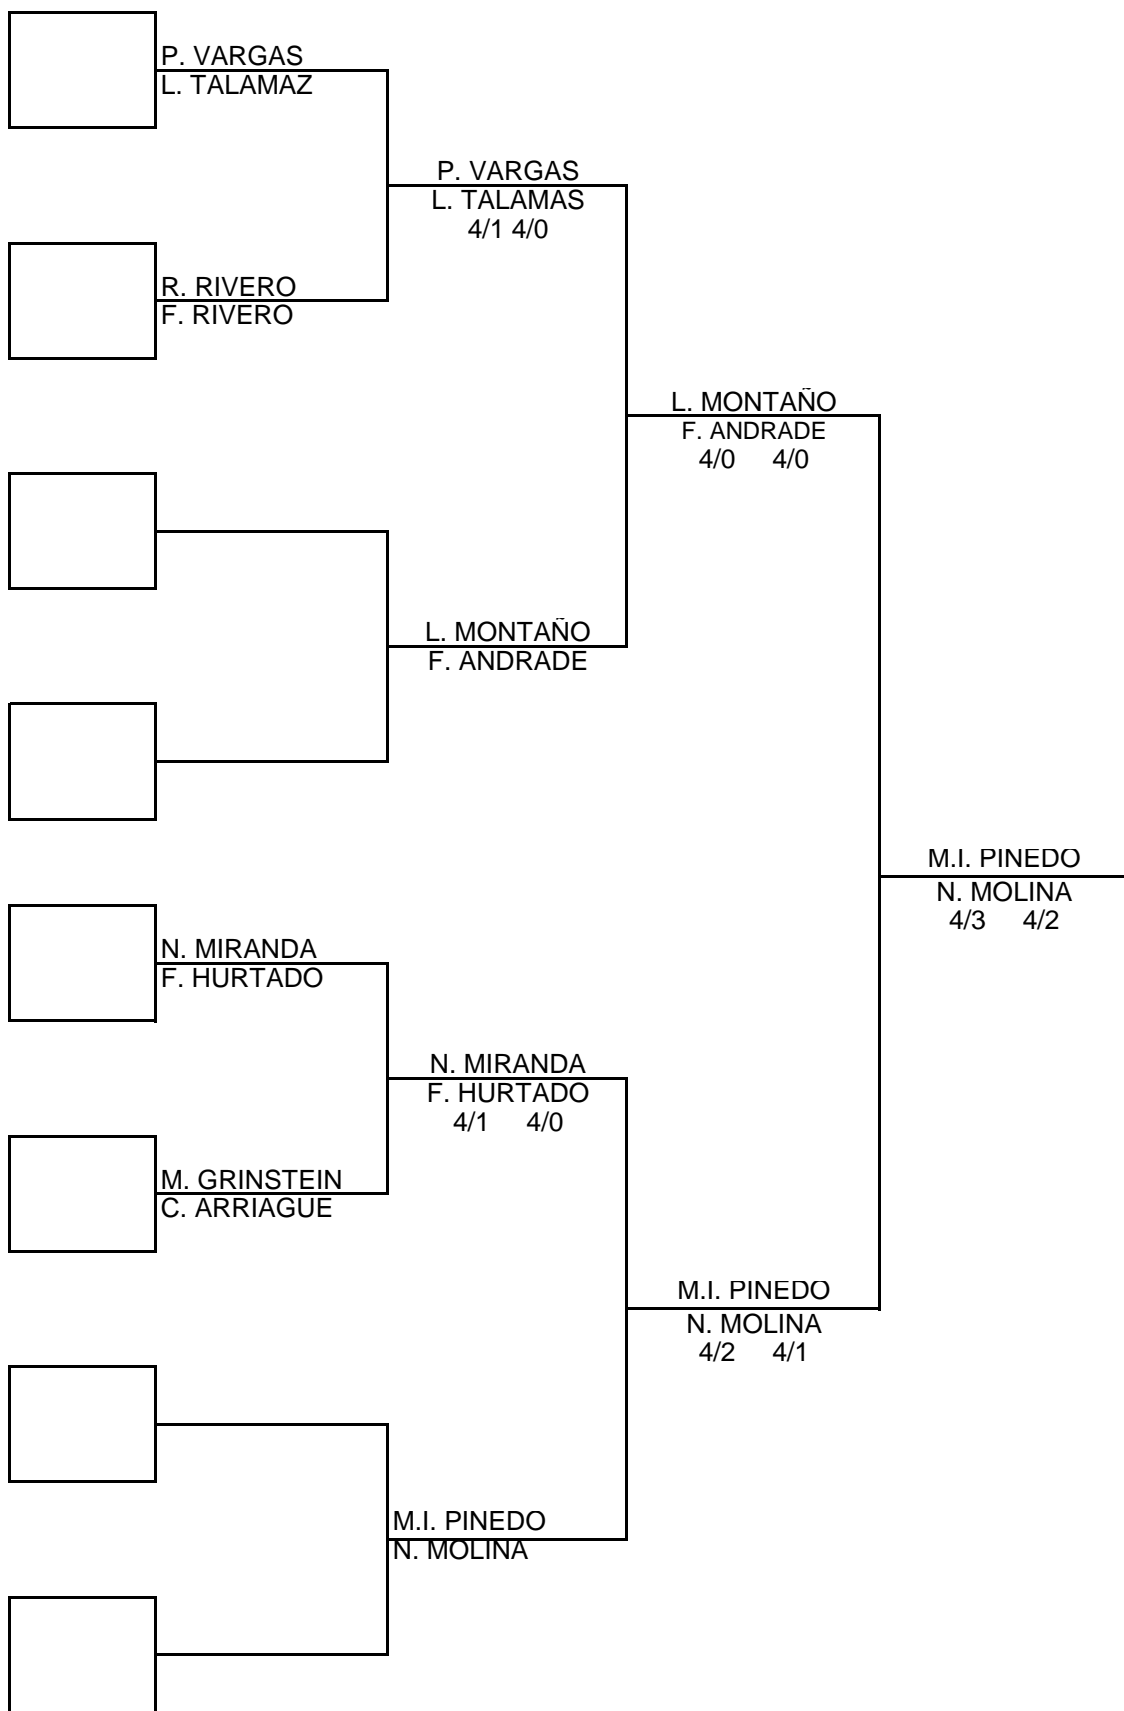 P. VARGAS
L. TALAMAZ
P. VARGAS
L. TALAMAS
4/1 4/0
R. RIVERO
F. RIVERO
L. MONTAÑO
F. ANDRADE
4/0 4/0
L. MONTAÑO
F. ANDRADE
M.I. PINEDO
N. MOLINA
4/3 4/2
N. MIRANDA
F. HURTADO
N. MIRANDA
F. HURTADO
4/1 4/0
M. GRINSTEIN
C. ARRIAGUE
M.I. PINEDO
N. MOLINA
4/2 4/1
M.I. PINEDO
N. MOLINA